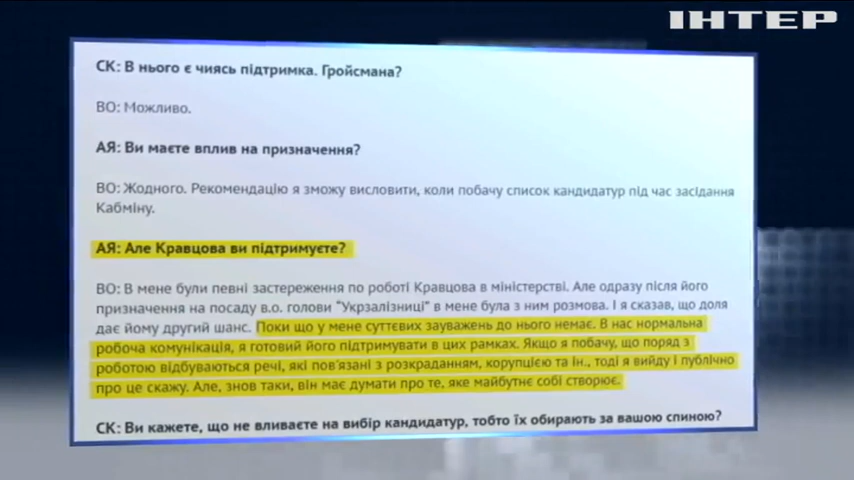 ІНТЕР
СК: В нього є чиясь підтримка. Гройсмана?
ВО: Можливо.
АЯ: Ви маєте вплив на призначення?
ВО: Жодного. Рекомендацію я зможу висловити, коли побачу список кандидатур під час засідання
Кабміну.
АЯ: Але Кравцова ви підтримуєте?
ВО: В мене були певні застереження по роботі Кравцова в міністерстві. Але одразу після його
призначення на посаду в.о. голови "Укрзалізниці" в мене була з ним розмова. І я сказав, що доля
дає йому другий шанс. Поки що у мене суттєвих зауважень до нього немає. В нас нормальна
робоча комунікація, я готовий його підтримувати в цих рамках. Якщо я побачу, що поряд з
роботою відбуваються речі, які пов'язані з розкраданням, корупцією та ін., тоді я вийду і публічно
про це скажу. Але, знов таки, він має думати про те, яке майбутнє собі створює.
СК: Ви кажете, що не впливаєте на вибір кандидатур, тобто їх обирають за вашою спиною?